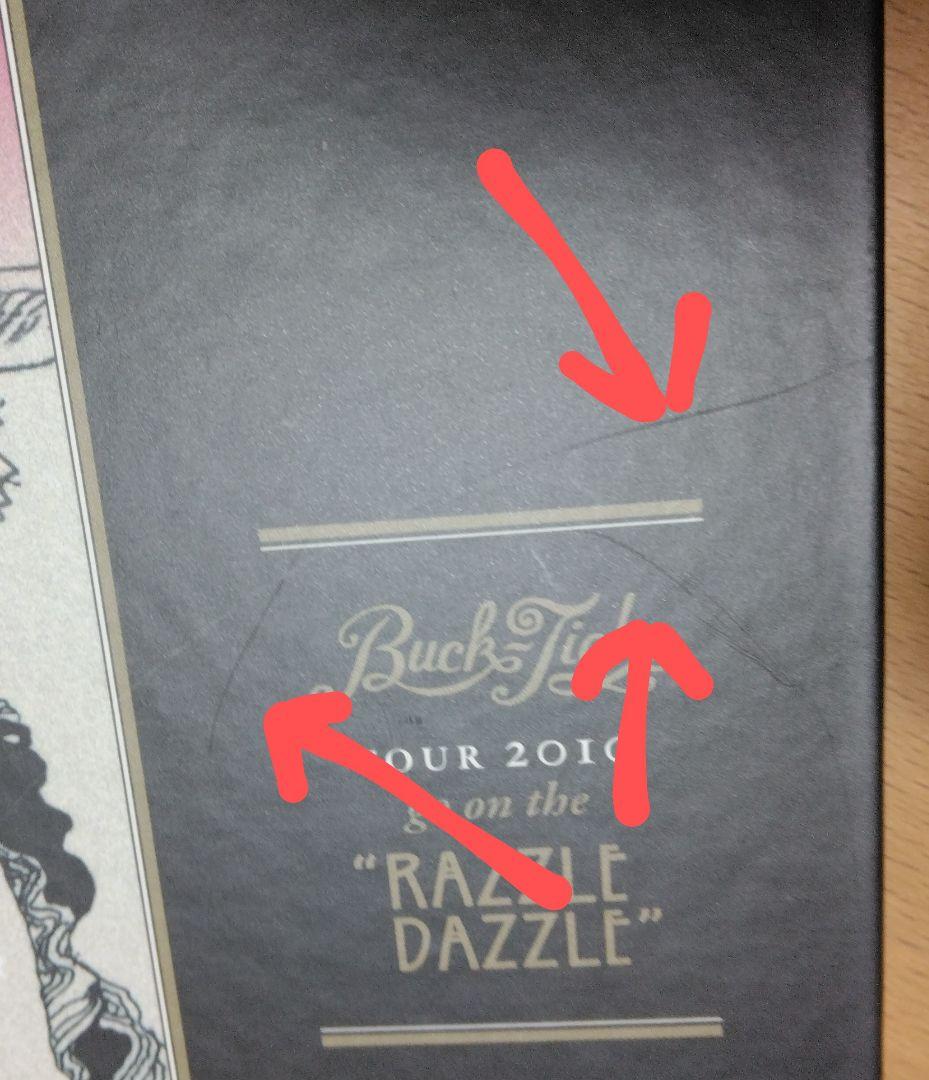 Buck-Tick
TOUR 2010
go on the
“RAZZLE
DAZZLE”